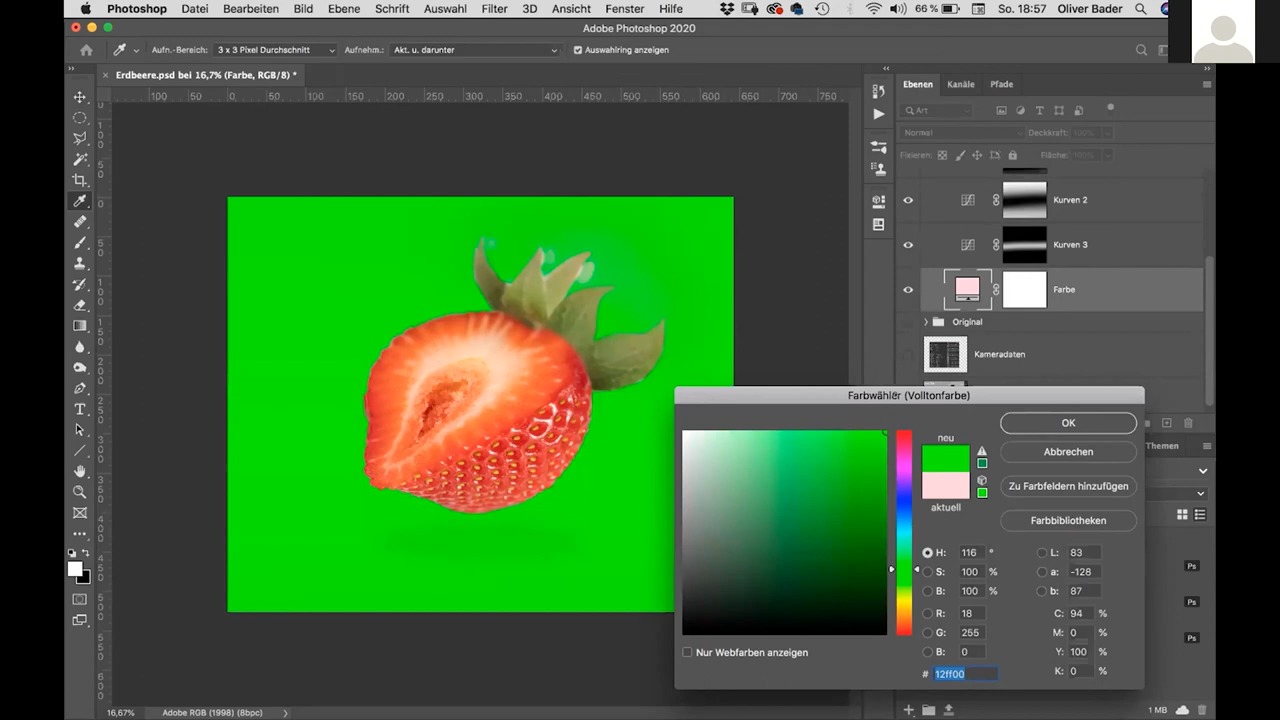 Photoshop Datei Bearbeiten Bild Ebene Schrift Auswahl Filter 3D Ansicht Fenster Hilfe 66 % So. 18:57 Oliver Bader
Adobe Photoshop 2020
Aufn.-Bereich: 3 x 3 Pixel Durchschnitt Aufnehm.: Akt. u. darunter Auswahlring anzeigen
Erdbeere.psd bei 16,7% (Farbe, RGB/8) *
100 50 0 50 100 150 200 250 300 350 400 450 500 550 600 650 700 750
Ebenen Kanäle Pfade
Art
Normal Deckkraft: 100%
Fixieren: Fläche: 100%
Kurven 2
Kurven 3
Farbe
Original
Kameradaten
Themen
Farbwähler (Volltonfarbe)
neu
aktuell
OK
Abbrechen
Zu Farbfeldern hinzufügen
Farbbibliotheken
H: 116 ° L: 83
S: 100 % a: -128
B: 100 % b: 87
R: 18 C: 94 %
G: 255 M: 0 %
B: 0 Y: 100 %
# 12ff00 K: 0 %
Nur Webfarben anzeigen
Ps
Ps
Ps
16,67% Adobe RGB (1998) (8bpc) 1 MB